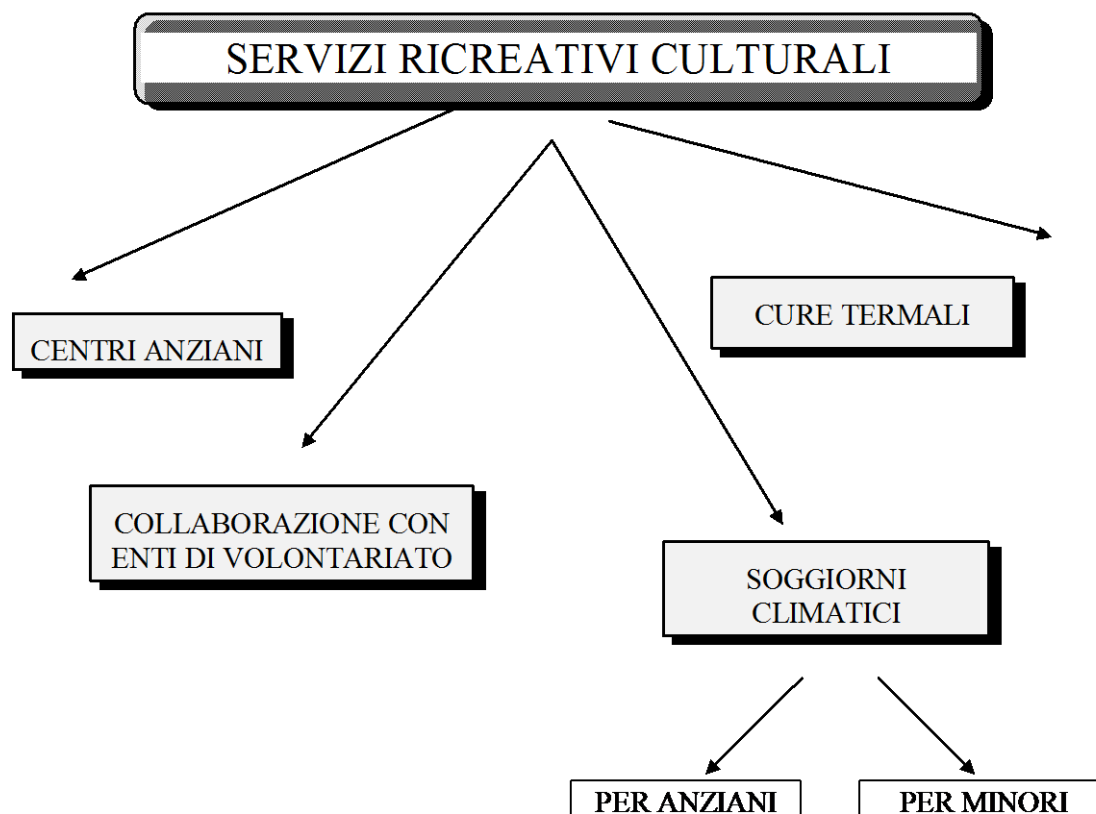 SERVIZI RICREATIVI CULTURALI
CURE TERMALI
CENTRI ANZIANI
COLLABORAZIONE CON
ENTI DI VOLONTARIATO
SOGGIORNI
CLIMATICI
PER ANZIANI
PER MINORI